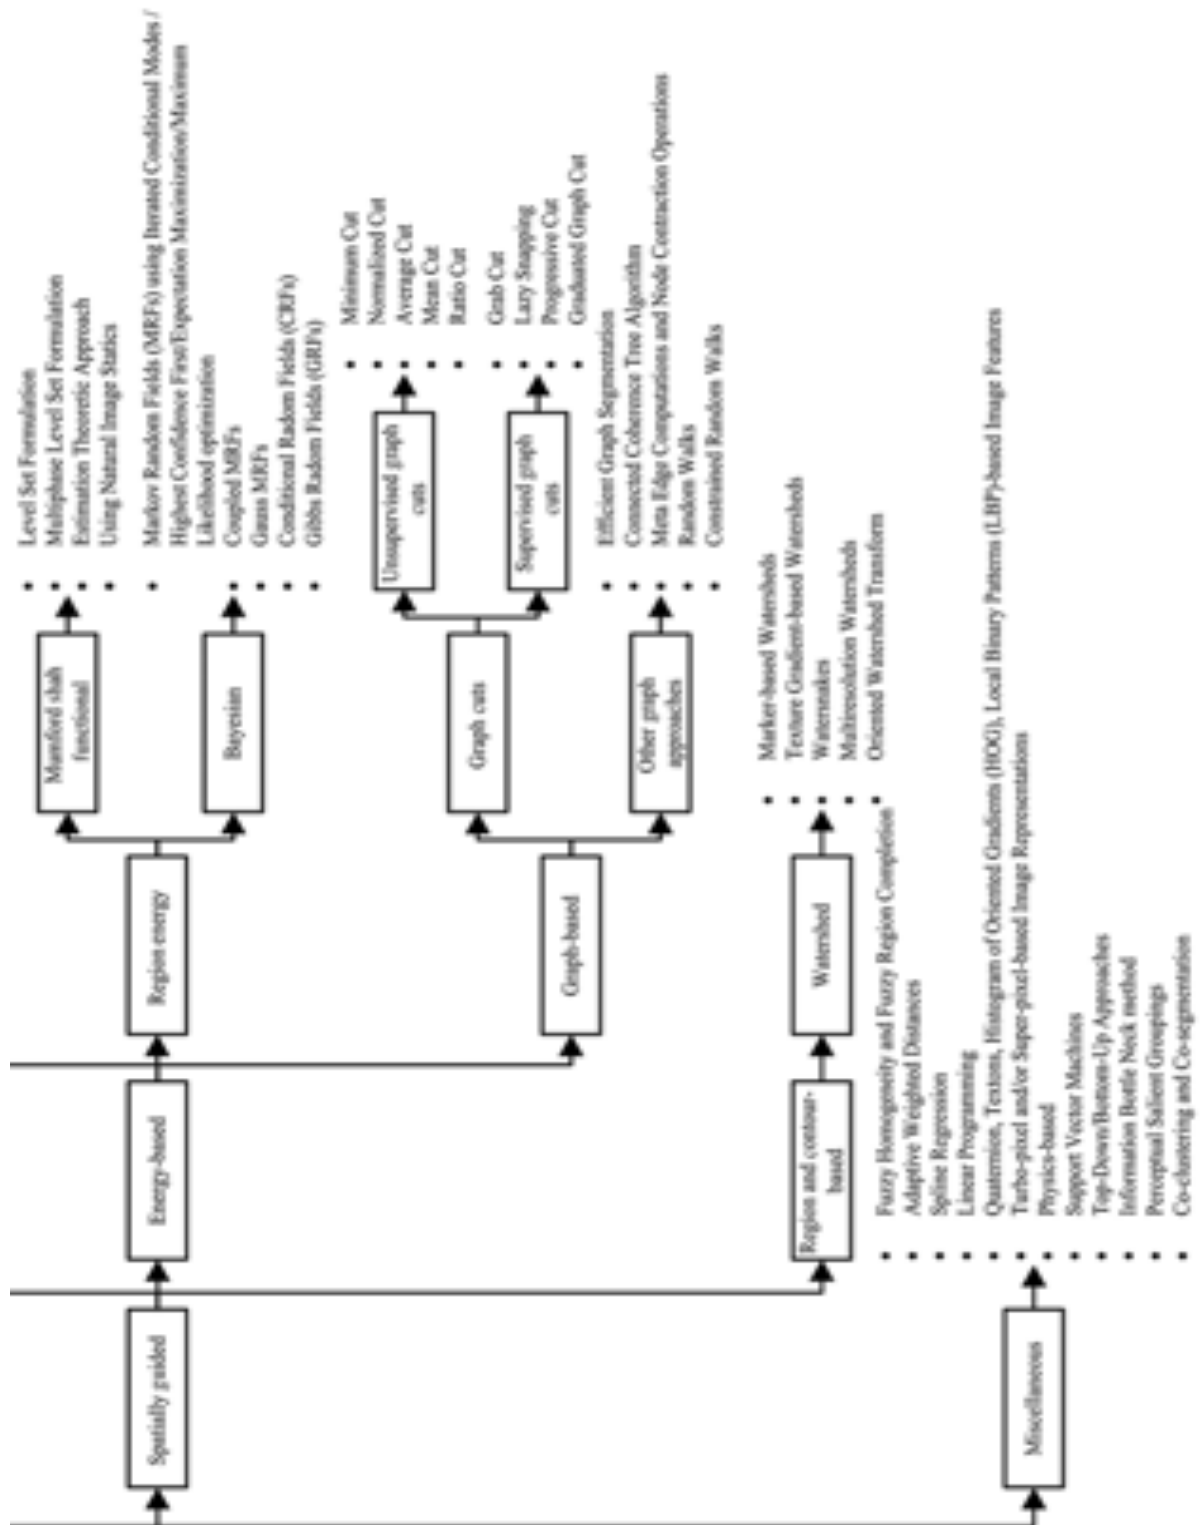 Spatially guided
Energy-based
Region energy
Mumford shah
functional
Level Set Formulation
Multiphase Level Set Formulation
Estimation Theoretic Approach
Using Natural Image Statics
Bayesian
Markov Random Fields (MRFs) using Iterated Conditional Modes /
Highest Confidence First/Expectation Maximization/Maximum
Likelihood optimization
Coupled MRFs
Gauss MRFs
Conditional Radom Fields (CRFs)
Gibbs Radom Fields (GRFs)
Graph-based
Graph cuts
Unsupervised graph
cuts
Minimum Cut
Normalized Cut
Average Cut
Mean Cut
Ratio Cut
Supervised graph
cuts
Grab Cut
Lazy Snapping
Progressive Cut
Graduated Graph Cut
Other graph
approaches
Efficient Graph Segmentation
Connected Coherence Tree Algorithm
Meta Edge Computations and Node Contraction Operations
Random Walks
Constrained Random Walks
Region and contour-
based
Watershed
Marker-based Watersheds
Texture Gradient-based Watersheds
Watersnakes
Multiresolution Watersheds
Oriented Watershed Transform
Miscellaneous
Fuzzy Homogeneity and Fuzzy Region Completion
Adaptive Weighted Distances
Spline Regression
Linear Programming
Quaternion, Textons, Histogram of Oriented Gradients (HOG), Local Binary Patterns (LBP)-based Image Features
Turbo-pixel and/or Super-pixel-based Image Representations
Physics-based
Support Vector Machines
Top-Down/Bottom-Up Approaches
Information Bottle Neck method
Perceptual Salient Groupings
Co-clustering and Co-segmentation